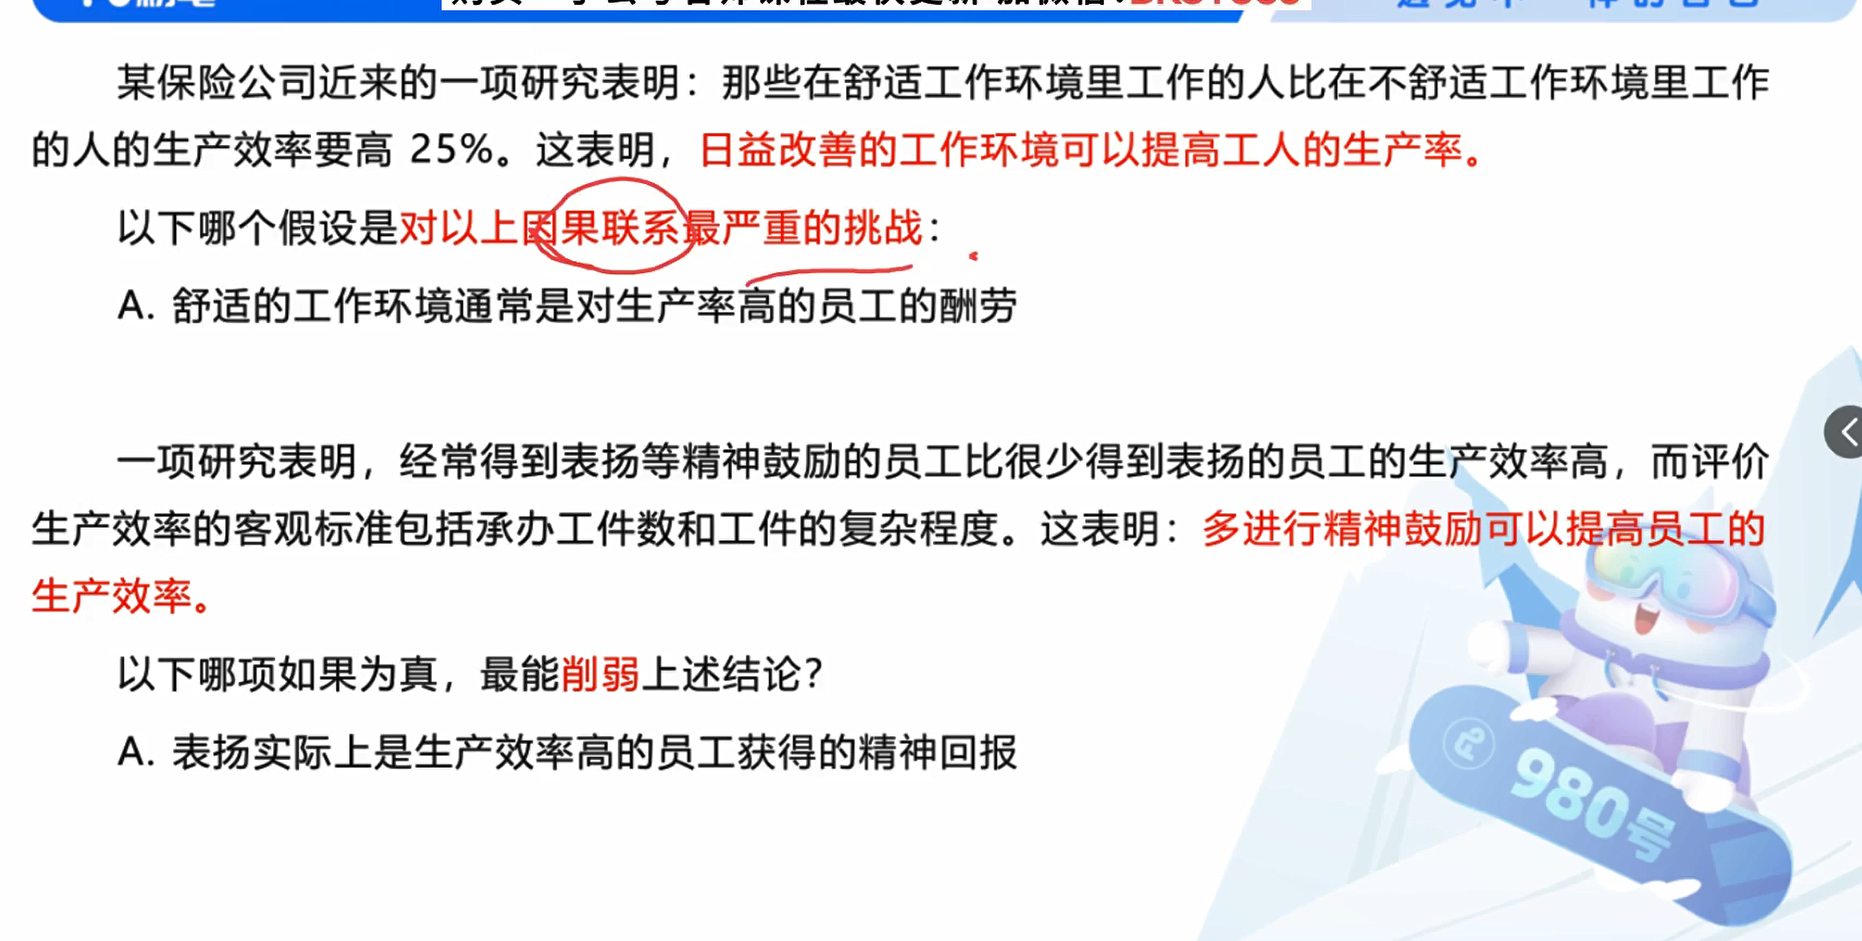 某保险公司近来的一项研究表明：那些在舒适工作环境里工作的人比在不舒适工作环境里工作
的人的生产效率要高 25%。这表明，日益改善的工作环境可以提高工人的生产率。
以下哪个假设是对以上因果联系最严重的挑战：
A. 舒适的工作环境通常是对生产率高的员工的酬劳
一项研究表明，经常得到表扬等精神鼓励的员工比很少得到表扬的员工的生产效率高，而评价
生产效率的客观标准包括承办工件数和工件的复杂程度。这表明：多进行精神鼓励可以提高员工的
生产效率。
以下哪项如果为真，最能削弱上述结论？
A. 表扬实际上是生产效率高的员工获得的精神回报
980号